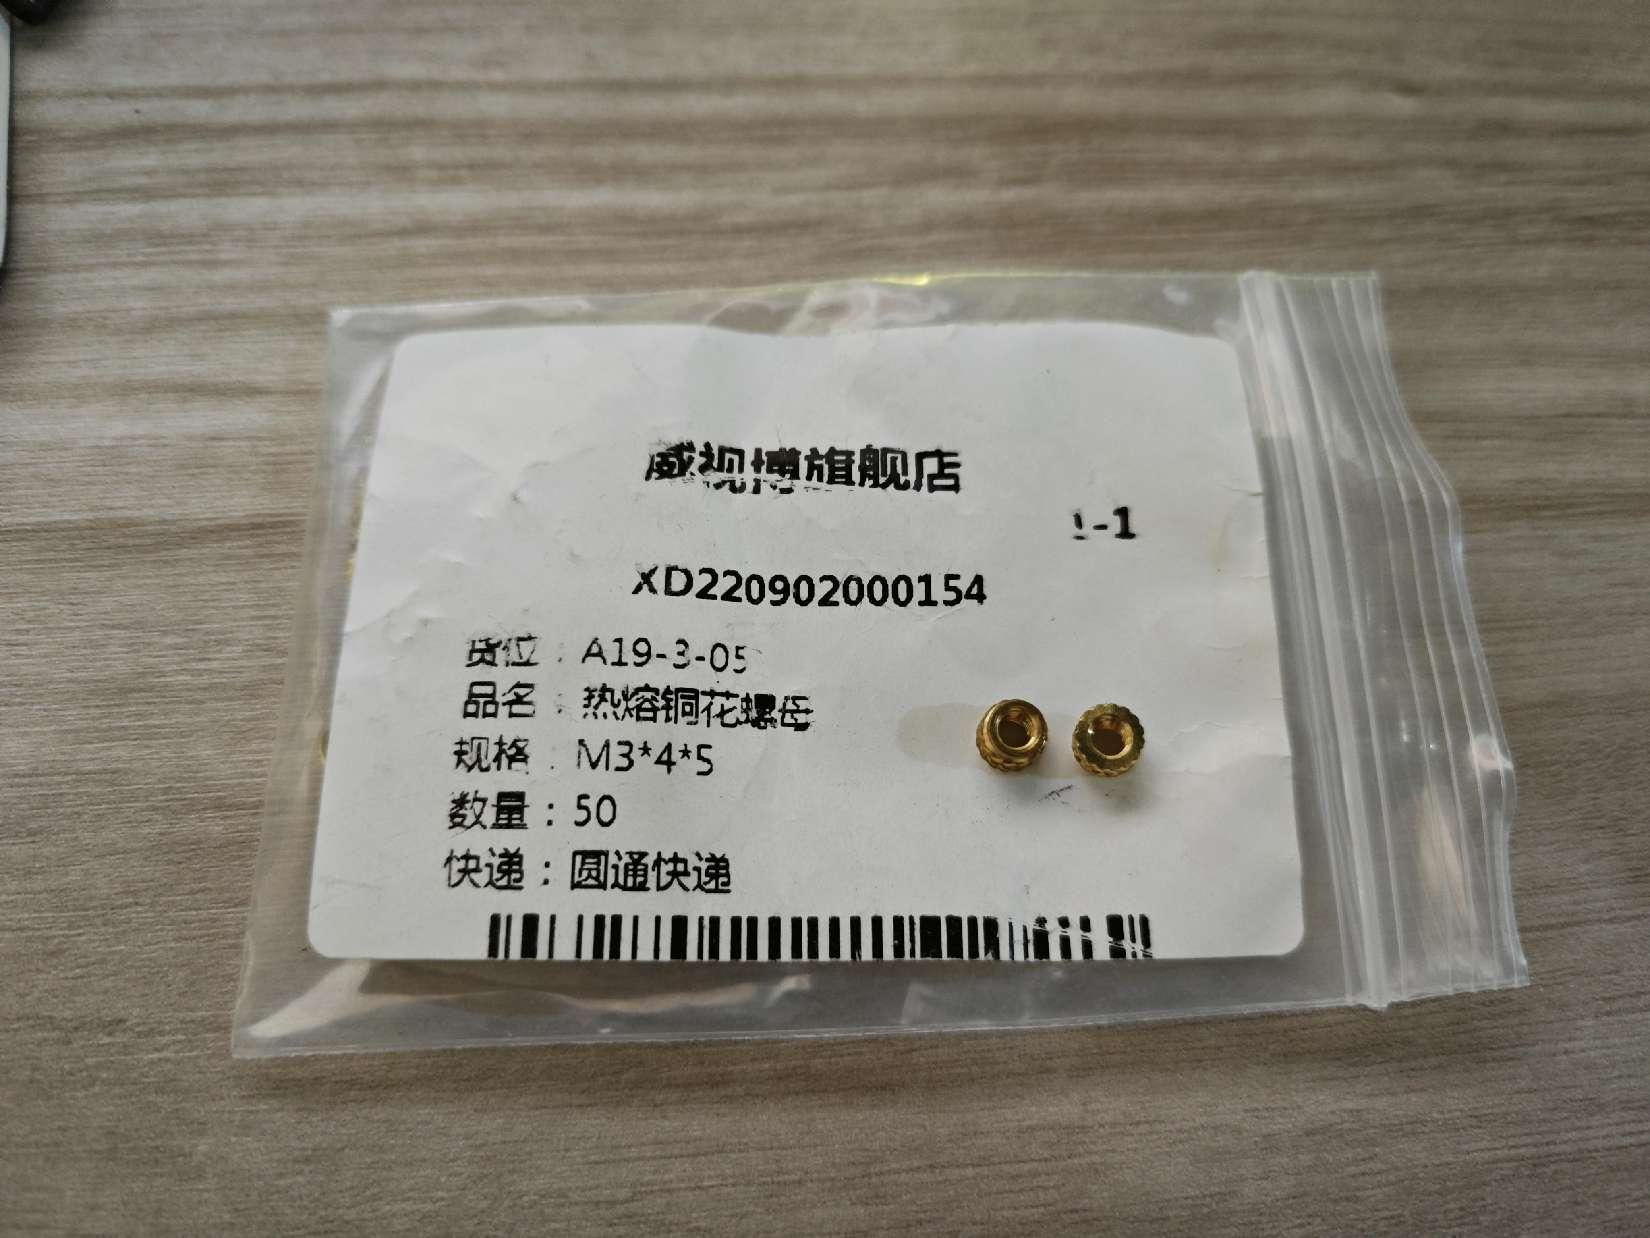 威视博旗舰店
-1
XD220902000154
货位：A19-3-05
品名：热熔铜花螺母
规格：M3*4*5
数量：50
快递：圆通快递